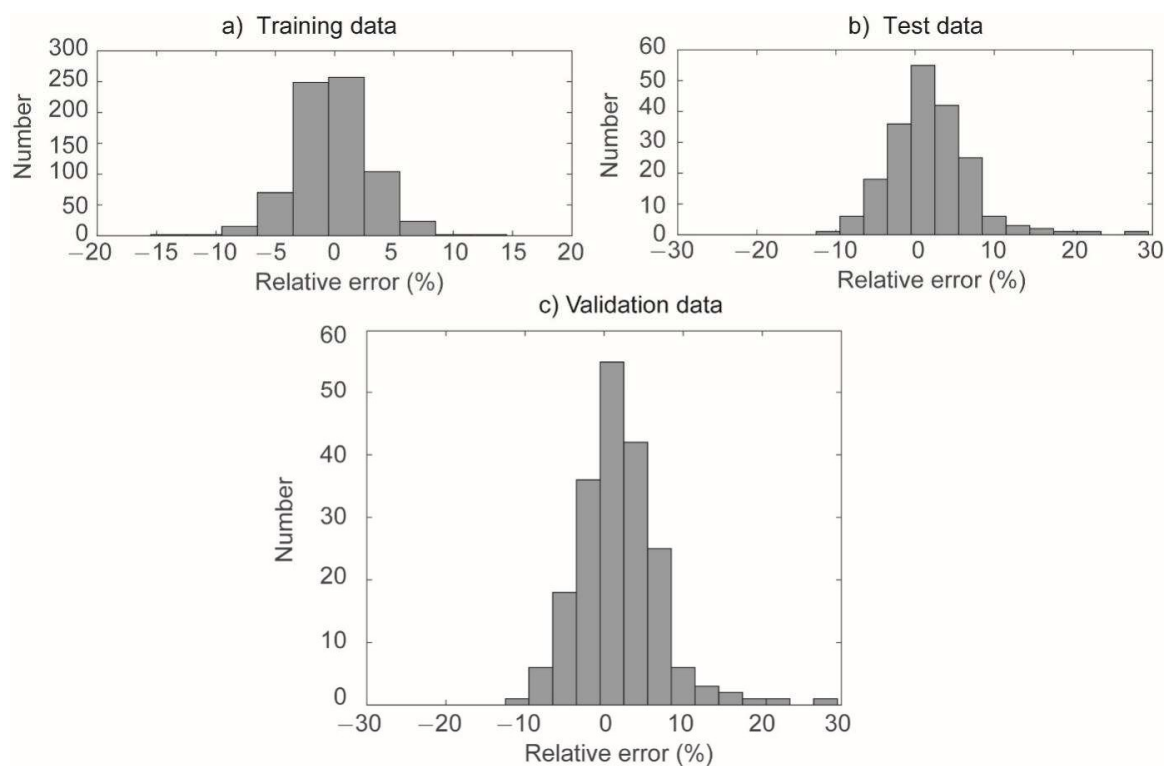 a) Training data
Number
300
250
200
150
100
50
0
−20 −15 −10 −5 0 5 10 15 20
Relative error (%)
b) Test data
Number
60
50
40
30
20
10
0
−30 −20 −10 0 10 20 30
Relative error (%)
c) Validation data
Number
60
50
40
30
20
10
0
−30 −20 −10 0 10 20 30
Relative error (%)